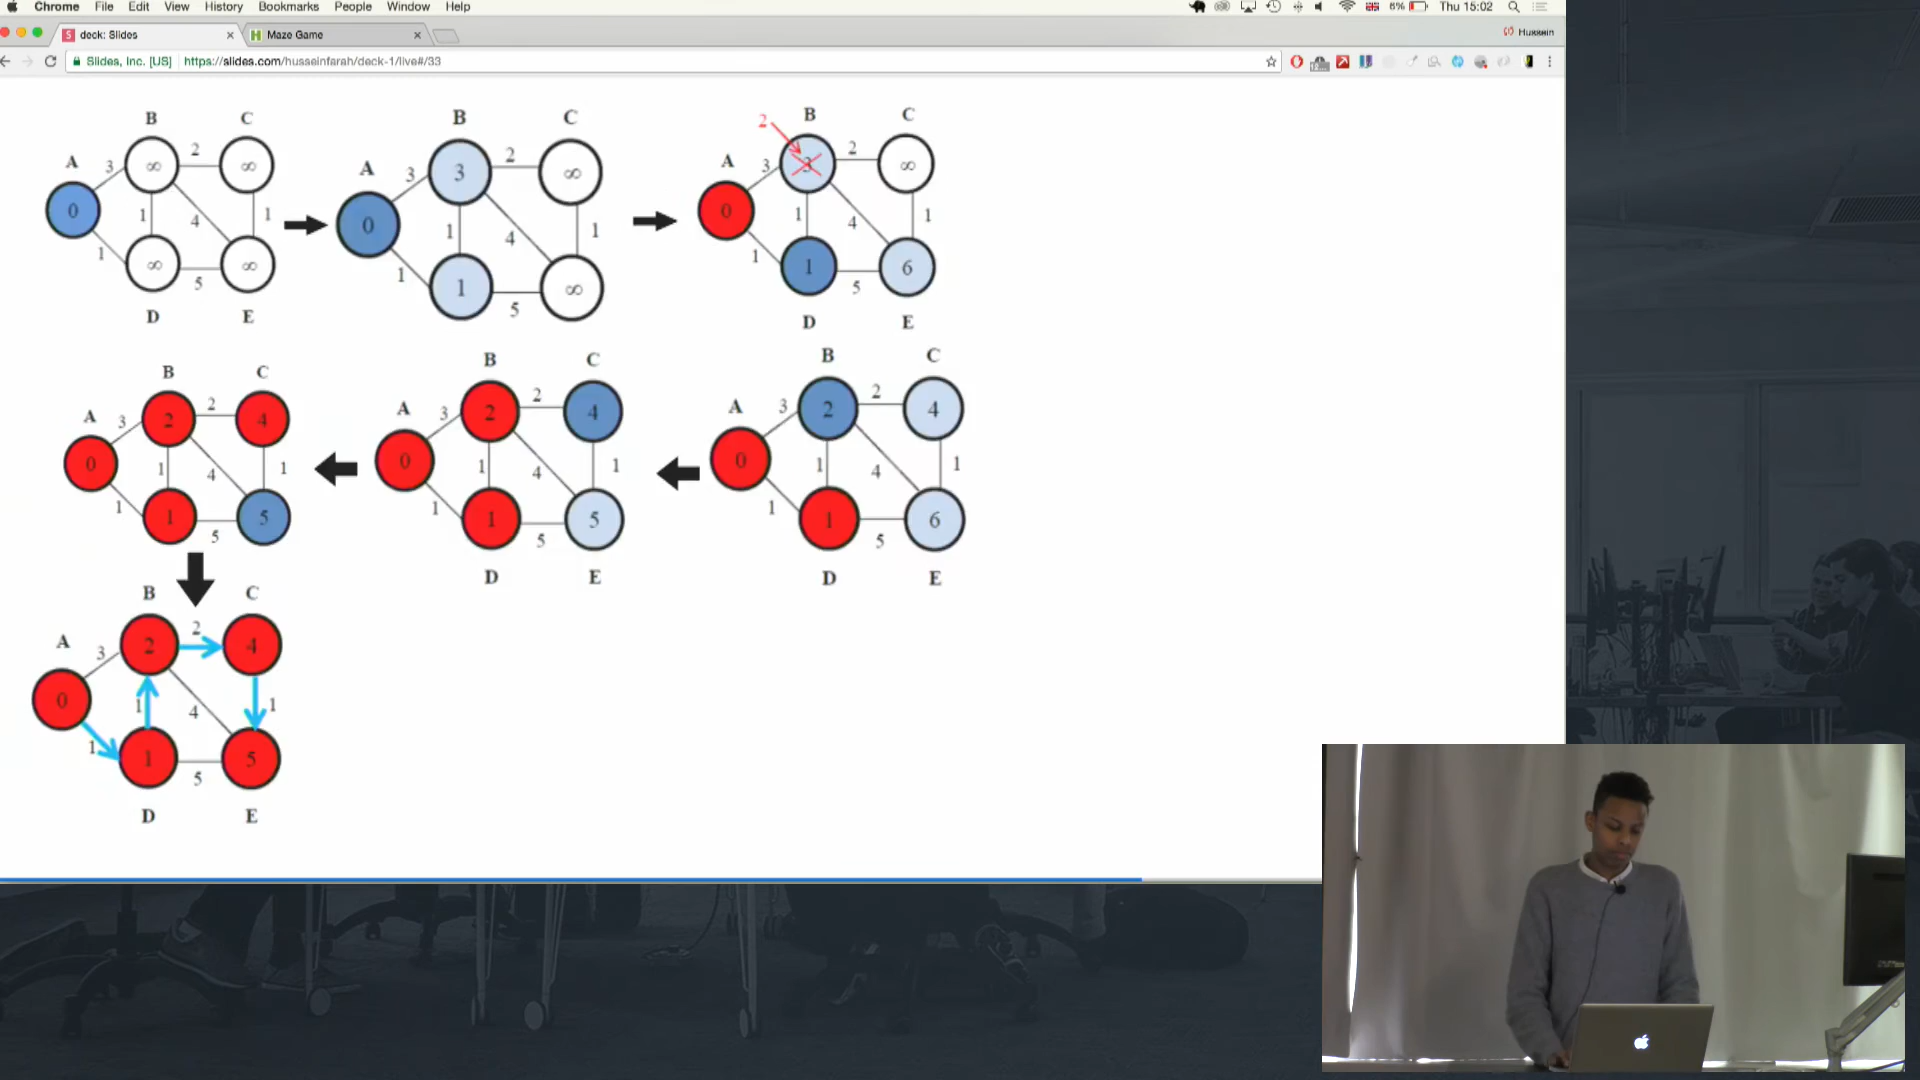 Chrome File Edit View History Bookmarks People Window Help 6% Thu 15:02
deck: Slides Maze Game
Slides, Inc. [US] https://slides.com/husseinfarah/deck-1/live#/33
B C
A 3 ∞ 2 ∞
0 1 4 1
1 ∞ 5 ∞
D E
B C
A 3 3 2 ∞
0 1 4 1
1 1 5 ∞
2 B C
A 3 3 2 ∞
0 1 4 1
1 1 5 6
D E
B C
A 3 2 2 4
0 1 4 1
1 1 5 5
B C
A 3 2 2 4
0 1 4 1
1 1 5 5
D E
B C
A 3 2 2 4
0 1 4 1
1 1 5 6
D E
B C
A 3 2 2 4
0 1 4 1
1 1 5 5
D E